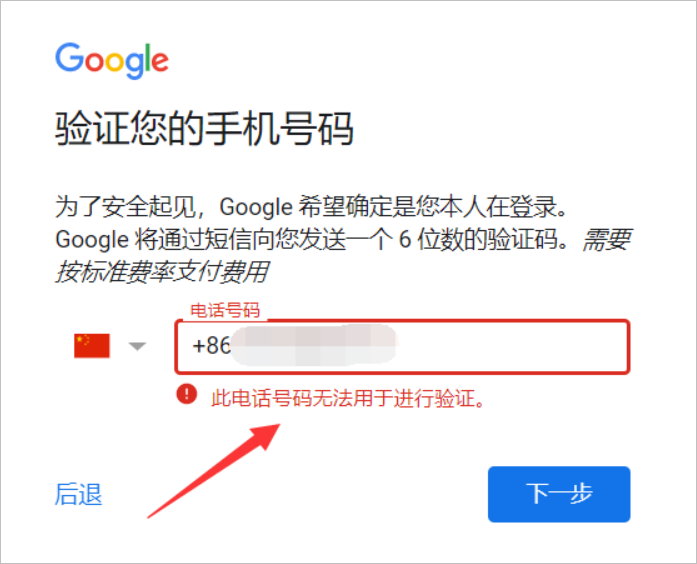 Google
验证您的手机号码
为了安全起见，Google 希望确定是您本人在登录。
Google 将通过短信向您发送一个 6 位数的验证码。需要
按标准费率支付费用
电话号码
+86
此电话号码无法用于进行验证。
后退
下一步